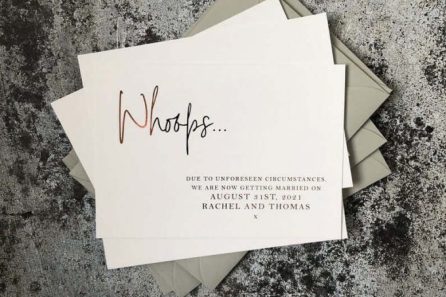 Whoops...
DUE TO UNFORESEEN CIRCUMSTANCES,
WE ARE NOW GETTING MARRIED ON
AUGUST 31ST, 2021
RACHEL AND THOMAS
x